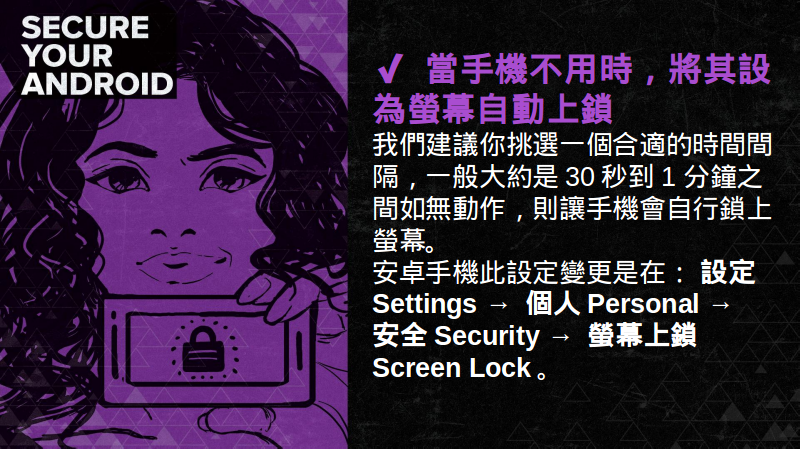 SECURE
YOUR
ANDROID
✓ 當手機不用時，將其設
為螢幕自動上鎖
我們建議你挑選一個合適的時間間
隔，一般大約是 30 秒到 1 分鐘之
間如無動作，則讓手機會自行鎖上
螢幕。
安卓手機此設定變更是在： 設定
Settings → 個人 Personal →
安全 Security → 螢幕上鎖
Screen Lock。